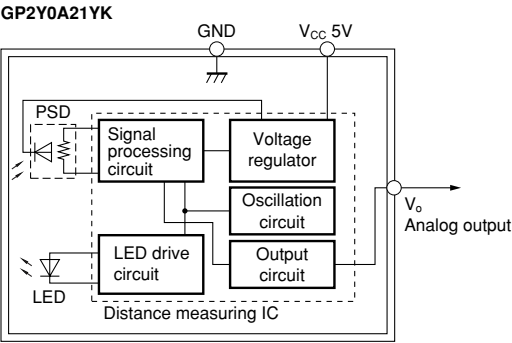 GP2Y0A21YK
GND
VCC 5V
PSD
Signal
processing
circuit
Voltage
regulator
Oscillation
circuit
Vo
Analog output
LED drive
circuit
Output
circuit
LED
Distance measuring IC